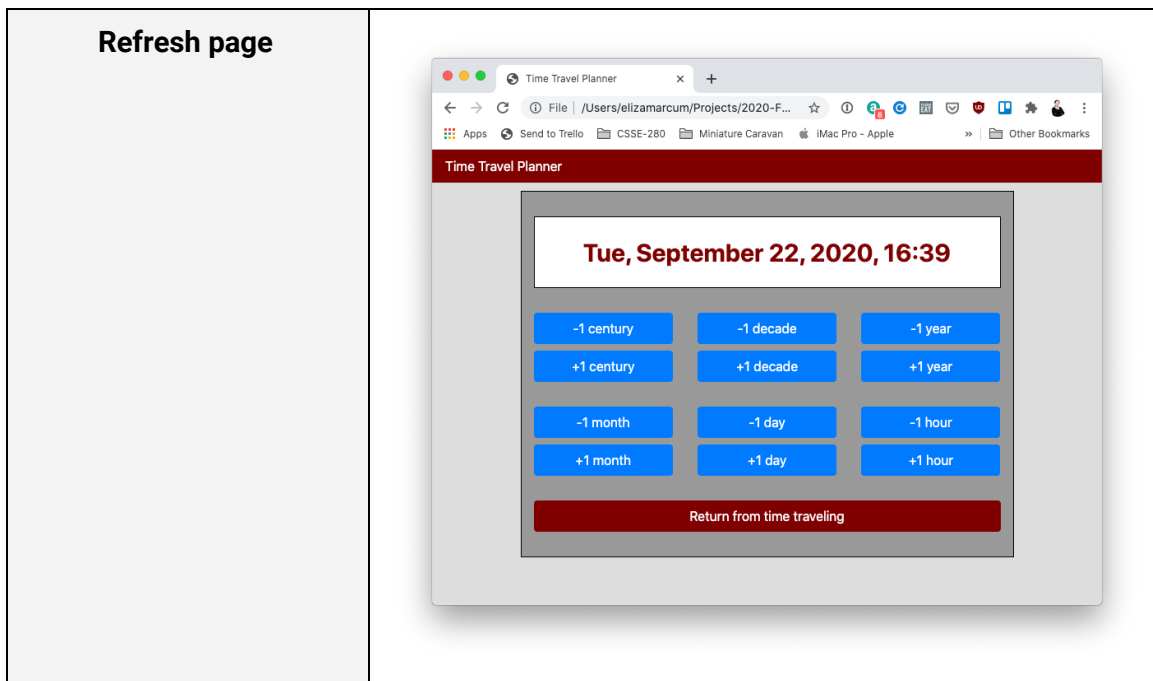 Refresh page
Time Travel Planner
File | /Users/elizamarcum/Projects/2020-F...
Apps Send to Trello CSSE-280 Miniature Caravan iMac Pro - Apple » Other Bookmarks
Time Travel Planner
Tue, September 22, 2020, 16:39
-1 century -1 decade -1 year
+1 century +1 decade +1 year
-1 month -1 day -1 hour
+1 month +1 day +1 hour
Return from time traveling